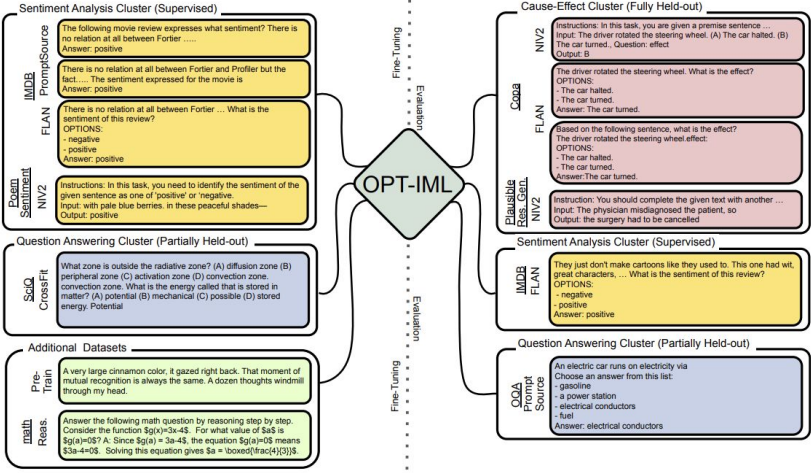 Sentiment Analysis Cluster (Supervised)
IMDB
PromptSource
The following movie review expresses what sentiment? There is
no relation at all between Fortier …..
Answer: positive
There is no relation at all between Fortier and Profiler but the
fact…. The sentiment expressed for the movie is
Answer: positive
FLAN
There is no relation at all between Fortier … What is the
sentiment of this review?
OPTIONS:
- negative
- positive
Answer: positive
Poem
Sentiment
NIV2
Instructions: In this task, you need to identify the sentiment of the
given sentence as one of 'positive' or 'negative.
Input: with pale blue berries. in these peaceful shades—
Output: positive
Question Answering Cluster (Partially Held-out)
SciQ
CrossFit
What zone is outside the radiative zone? (A) diffusion zone (B)
peripheral zone (C) activation zone (D) convection zone.
convection zone. What is the energy called that is stored in
matter? (A) potential (B) mechanical (C) possible (D) stored
energy. Potential
Additional Datasets
Pre-
Train
A very large cinnamon color, it gazed right back. That moment of
mutual recognition is always the same. A dozen thoughts windmill
through my head.
math
Reas.
Answer the following math question by reasoning step by step.
Consider the function $g(x)=3x-4$. For what value of $a$ is
$g(a)=0$? A: Since $g(a) = 3a-4$, the equation $g(a)=0$ means
$3a-4=0$. Solving this equation gives $a = \boxed{\frac{4}{3}}$.
Fine-Tuning
Evaluation
OPT-IML
Evaluation
Fine-Tuning
Cause-Effect Cluster (Fully Held-out)
Copa
NIV2
Instructions: In this task, you are given a premise sentence …
Input: The driver rotated the steering wheel. (A) The car halted. (B)
The car turned., Question: effect
Output: B
FLAN
The driver rotated the steering wheel. What is the effect?
OPTIONS:
- The car halted.
- The car turned.
Answer: The car turned.
Based on the following sentence, what is the effect?
The driver rotated the steering wheel.effect:
OPTIONS:
- The car halted.
- The car turned.
Answer:The car turned.
Plausible
Res. Gen.
NIV2
Instruction: You should complete the given text with another …
Input: The physician misdiagnosed the patient, so
Output: the surgery had to be cancelled
Sentiment Analysis Cluster (Supervised)
IMDB
FLAN
They just don't make cartoons like they used to. This one had wit,
great characters, … What is the sentiment of this review?
OPTIONS:
- negative
- positive
Answer: positive
Question Answering Cluster (Partially Held-out)
OQA
Prompt
Source
An electric car runs on electricity via
Choose an answer from this list:
- gasoline
- a power station
- electrical conductors
- fuel
Answer: electrical conductors